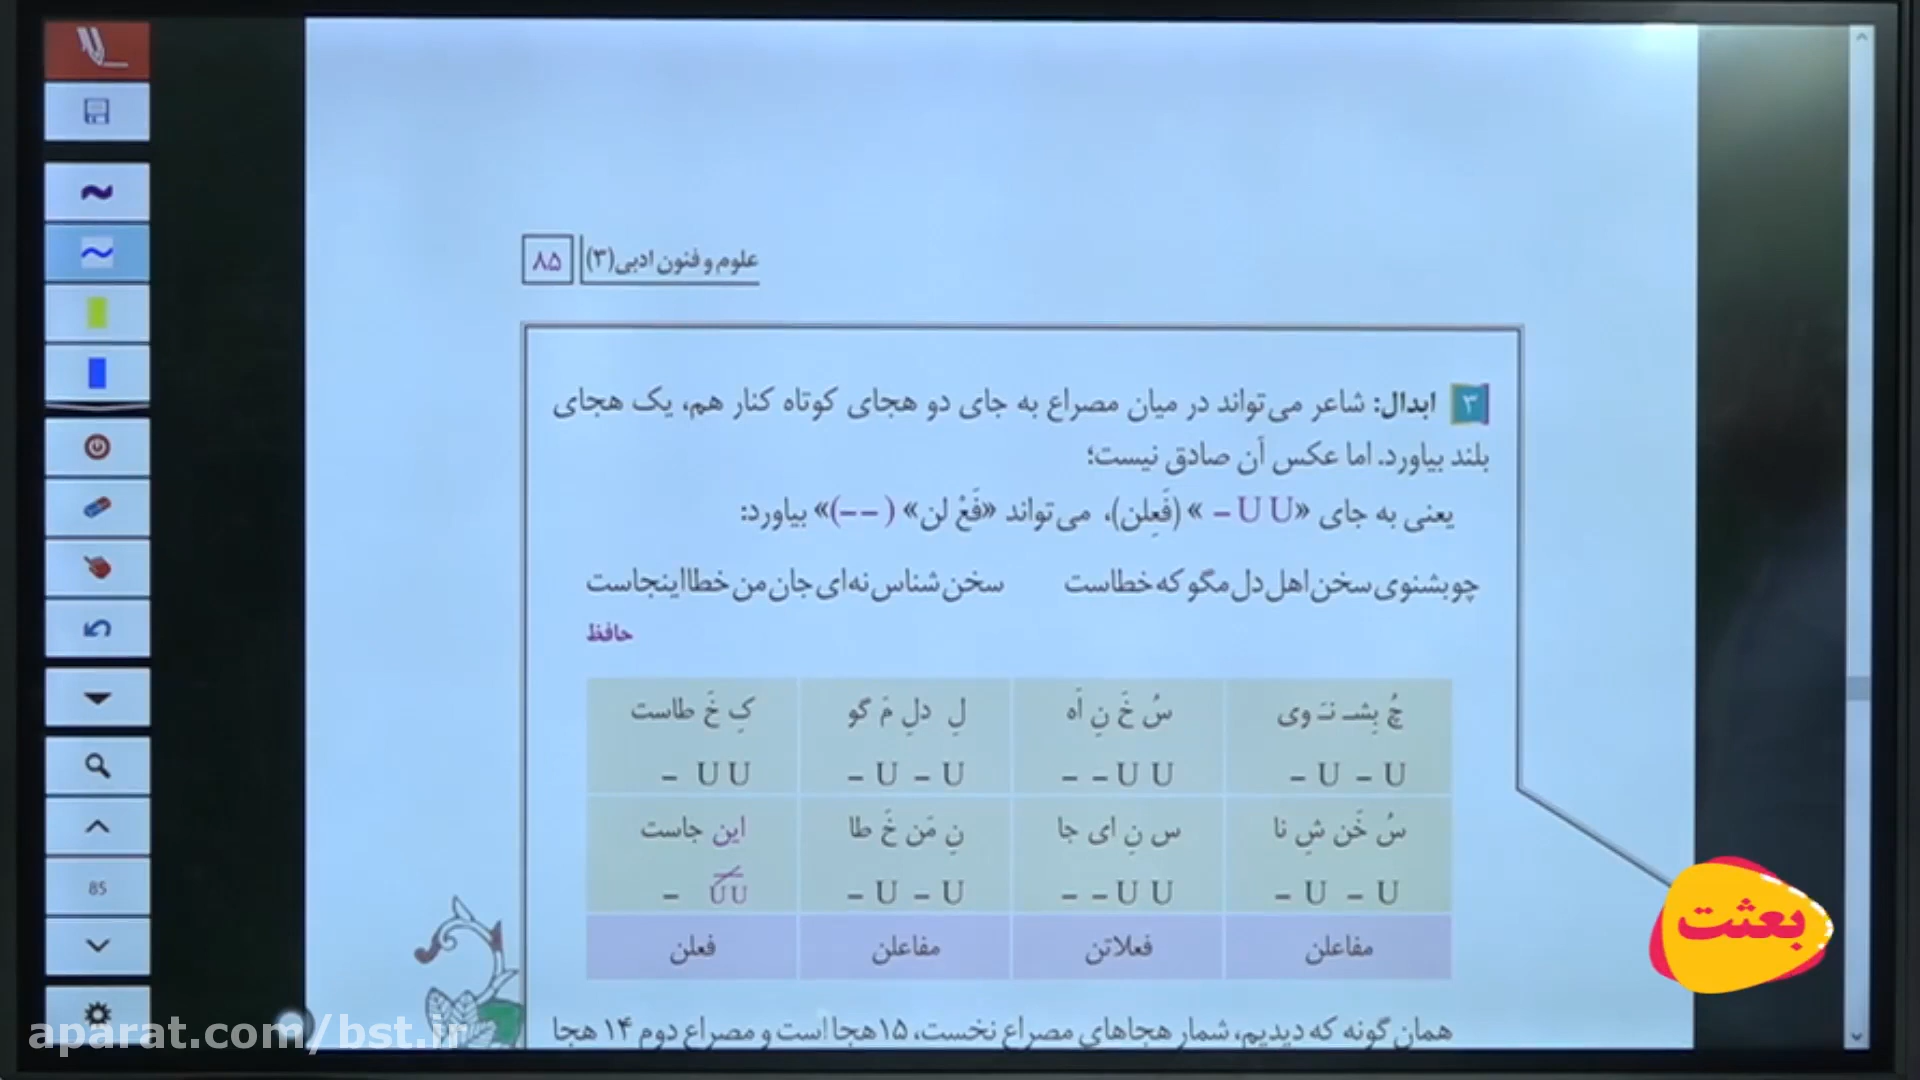 علوم و فنون ادبی (۳) ۸۵
۳ ابدال: شاعر می‌تواند در میان مصراع به جای دو هجای کوتاه کنار هم، یک هجای
بلند بیاورد. اما عکس آن صادق نیست؛
یعنی به جای «U U –» (فَعِلن)، می‌تواند «فَعْ لن» (– –)» بیاورد:
چو بشنوی سخن اهل دل مگو که خطاست سخن شناس نه‌ای جان من خطا اینجاست
حافظ
چُ بِشـ نَـ وی سُ خَ نِ اَه لِ دلِ مَ گو کِ خَ طاست
U – U – U U – – U – U – U U –
سُ خَن شِ نا س نِ ای جا نِ مَن خَ طا این جاست
U – U – U U – – U – U – U U –
مفاعلن فعلاتن مفاعلن فعلن
همان گونه که دیدیم، شمار هجاهای مصراع نخست، ۱۵ هجا است و مصراع دوم ۱۴ هجا
85
بعثت
aparat.com/bst.ir